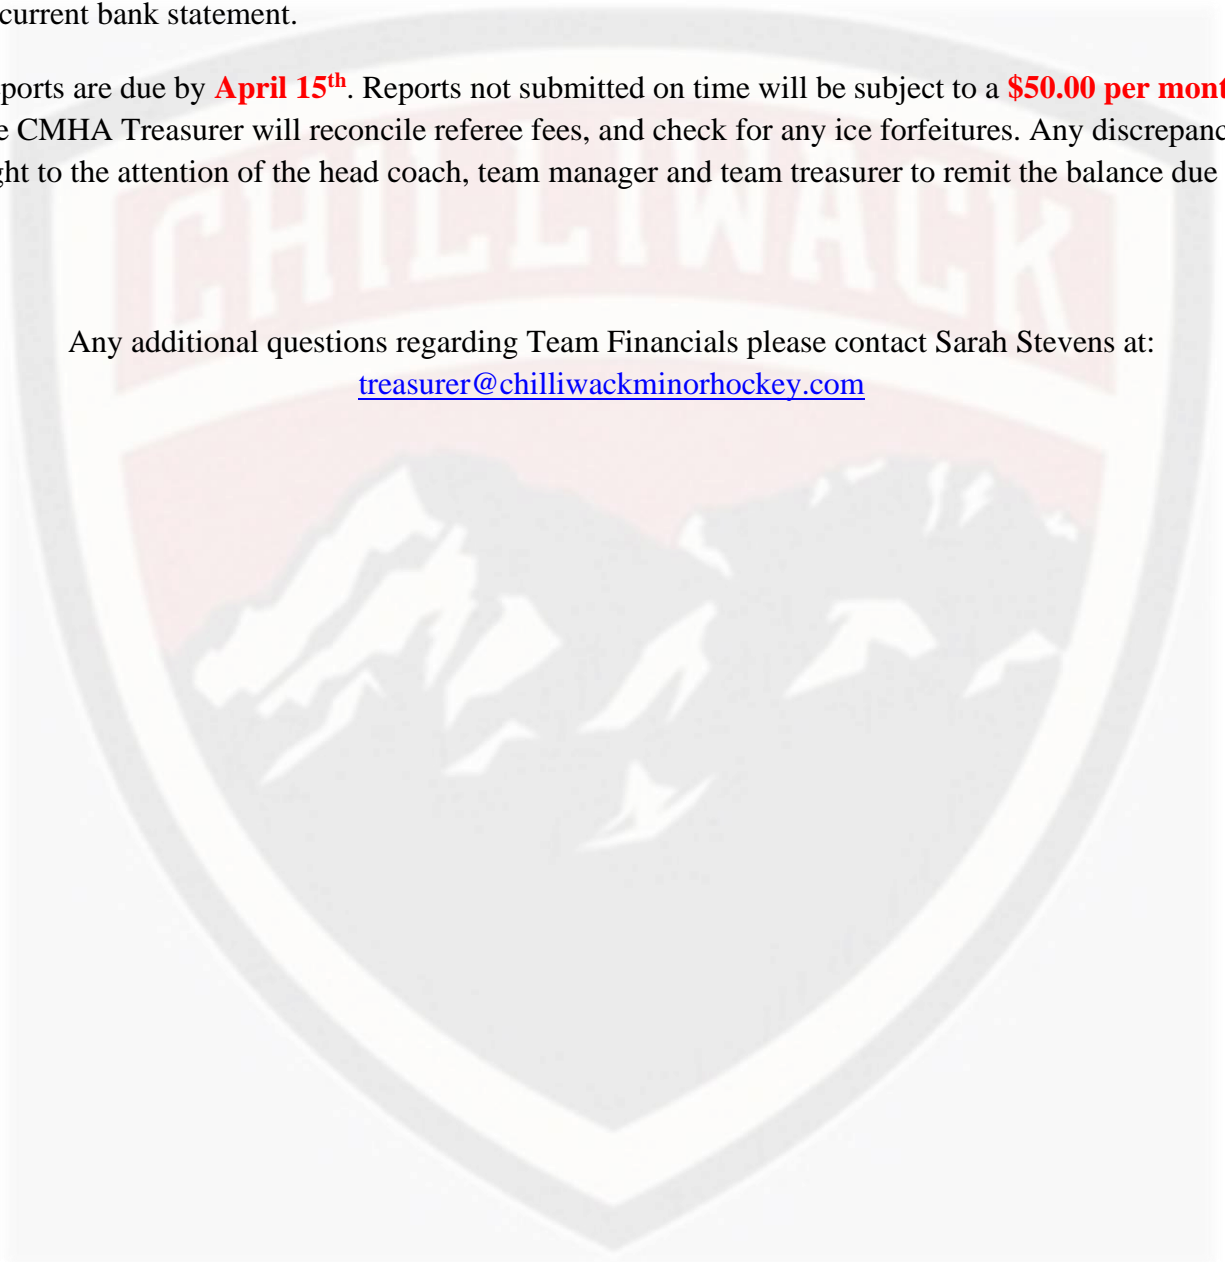 current bank statement.
ports are due by April 15th. Reports not submitted on time will be subject to a $50.00 per mont
e CMHA Treasurer will reconcile referee fees, and check for any ice forfeitures. Any discrepanc
ght to the attention of the head coach, team manager and team treasurer to remit the balance due
CHILLIWACK
Any additional questions regarding Team Financials please contact Sarah Stevens at:
treasurer@chilliwackminorhockey.com